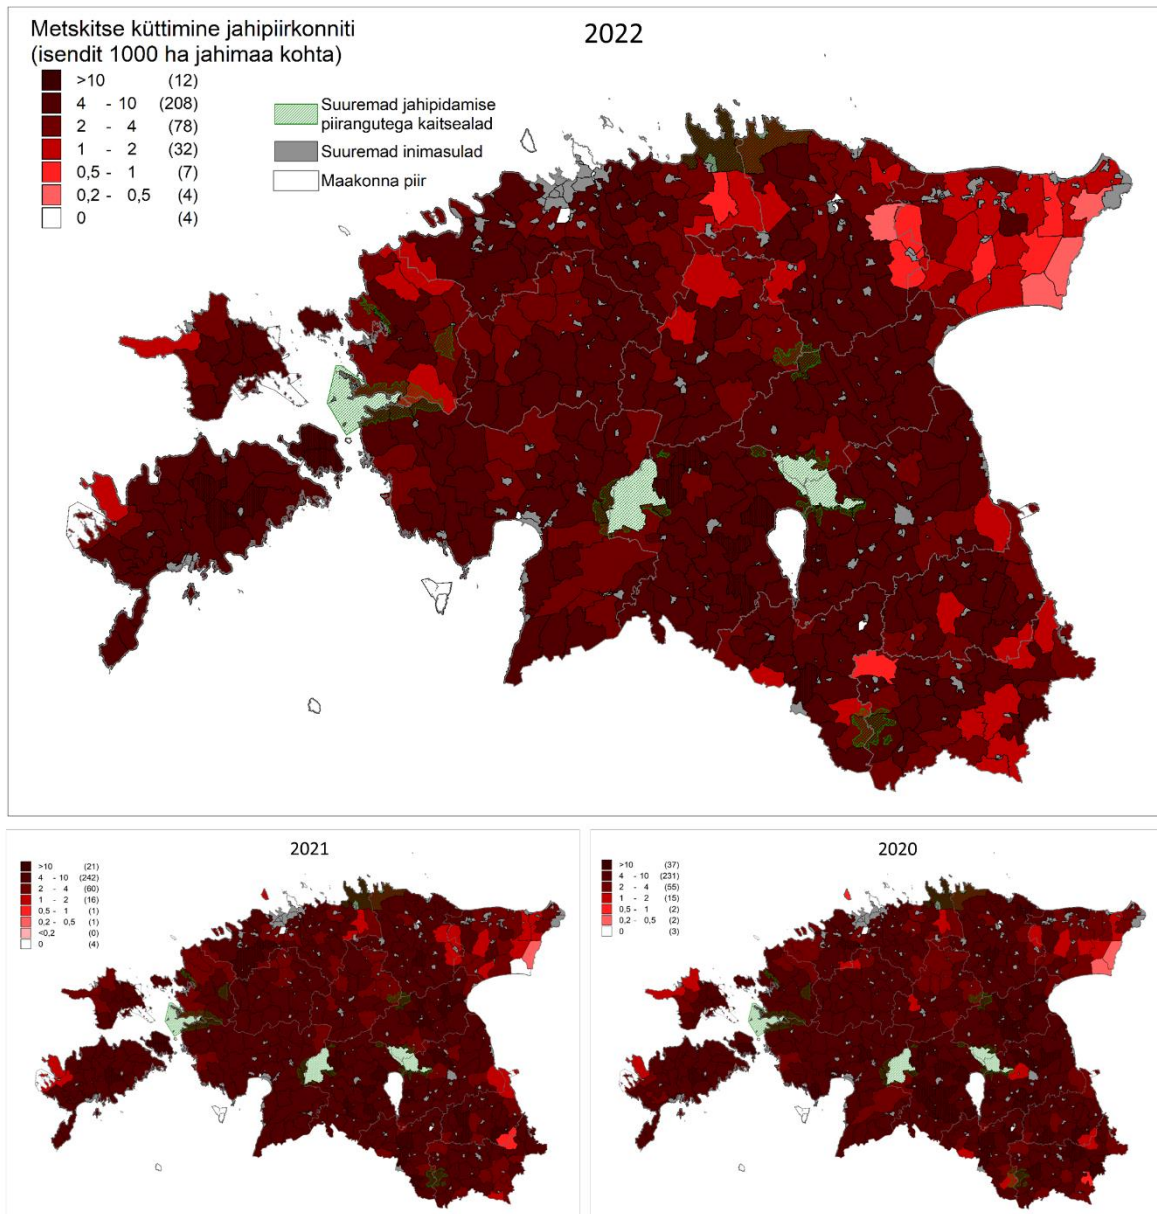 Metskitse küttimine jahipiirkonniti
(isendit 1000 ha jahimaa kohta)
2022
>10 (12)
4 - 10 (208)
2 - 4 (78)
1 - 2 (32)
0,5 - 1 (7)
0,2 - 0,5 (4)
0 (4)
Suuremad jahipidamise
piirangutega kaitsealad
Suuremad inimasulad
Maakonna piir
2021
>10 (21)
4 - 10 (242)
2 - 4 (60)
1 - 2 (16)
0,5 - 1 (1)
0,2 - 0,5 (1)
<0,2 (0)
0 (4)
2020
>10 (37)
4 - 10 (231)
2 - 4 (55)
1 - 2 (15)
0,5 - 1 (2)
0,2 - 0,5 (2)
0 (3)